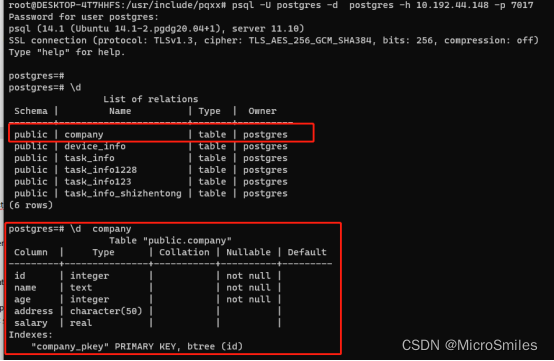 root@DESKTOP-4T7HHFS:/usr/include/pqxx# psql -U postgres -d  postgres -h 10.192.44.148 -p 7017
Password for user postgres:
psql (14.1 (Ubuntu 14.1-2.pgdg20.04+1), server 11.10)
SSL connection (protocol: TLSv1.3, cipher: TLS_AES_256_GCM_SHA384, bits: 256, compression: off)
Type "help" for help.
postgres=#
postgres=# \d
List of relations
Schema | Name | Type | Owner
--------+----------------------+-------+----------
public | company | table | postgres
public | device_info | table | postgres
public | task_info | table | postgres
public | task_info1228 | table | postgres
public | task_info123 | table | postgres
public | task_info_shizhentong | table | postgres
(6 rows)
postgres=# \d  company
Table "public.company"
Column | Type | Collation | Nullable | Default
---------+---------------+-----------+----------+---------
id | integer | | not null |
name | text | | not null |
age | integer | | not null |
address | character(50) | | |
salary | real | | |
Indexes:
"company_pkey" PRIMARY KEY, btree (id)
CSDN @MicroSmiles